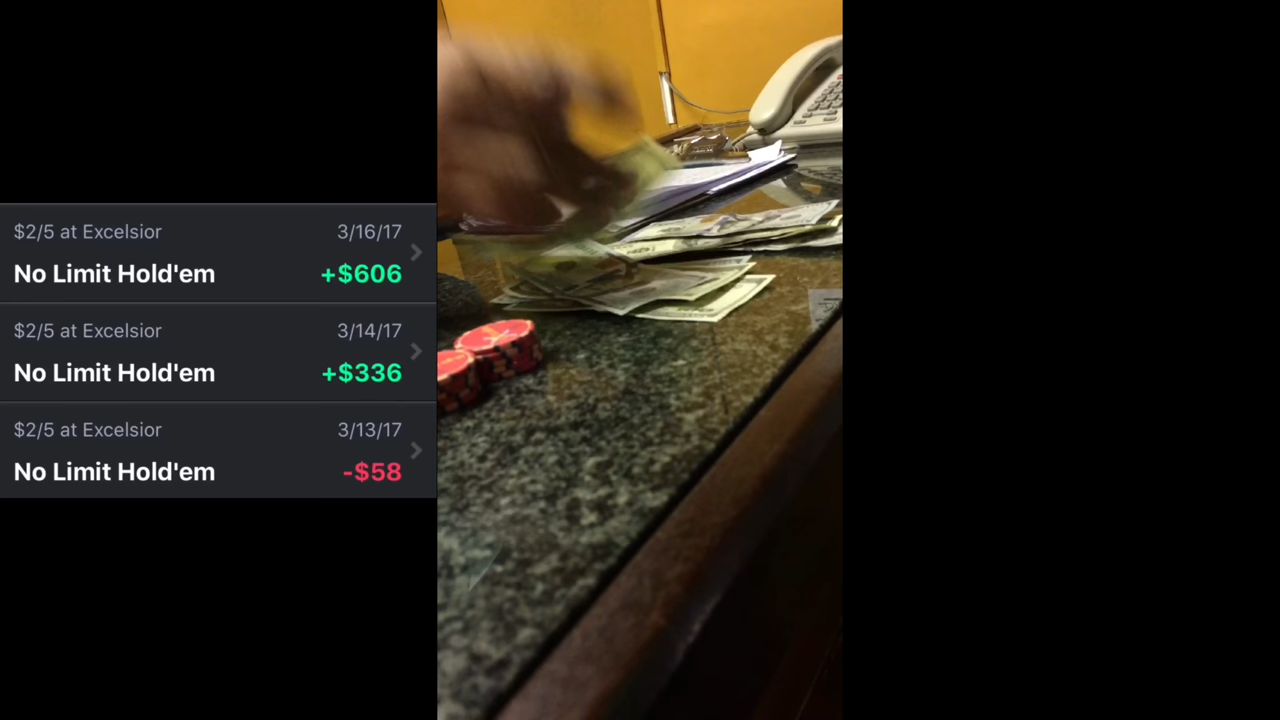 $2/5 at Excelsior 3/16/17
No Limit Hold'em +$606
$2/5 at Excelsior 3/14/17
No Limit Hold'em +$336
$2/5 at Excelsior 3/13/17
No Limit Hold'em -$58